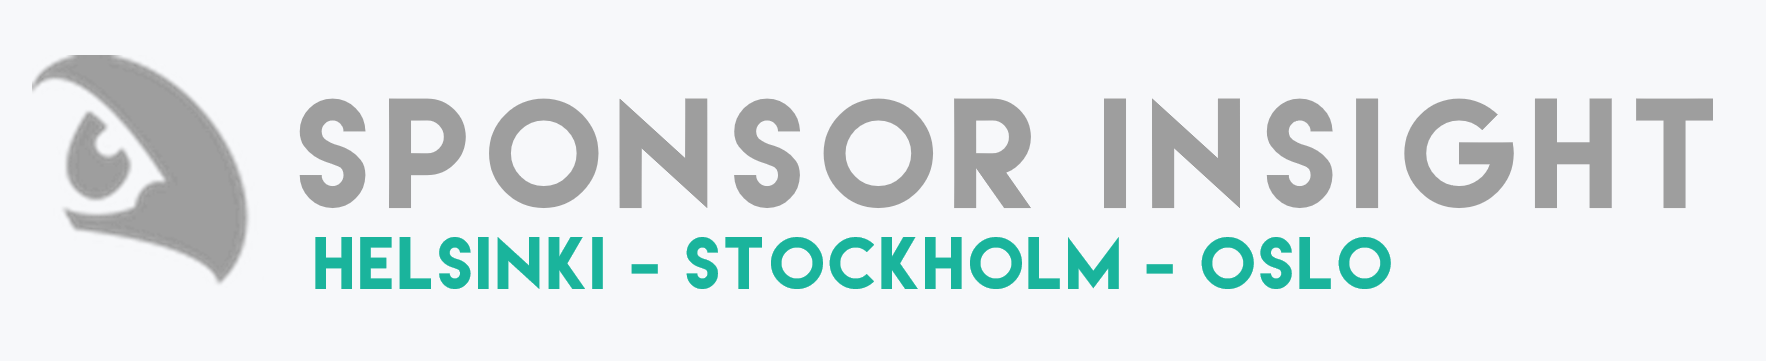 SPONSOR INSIGHT
HELSINKI - STOCKHOLM - OSLO